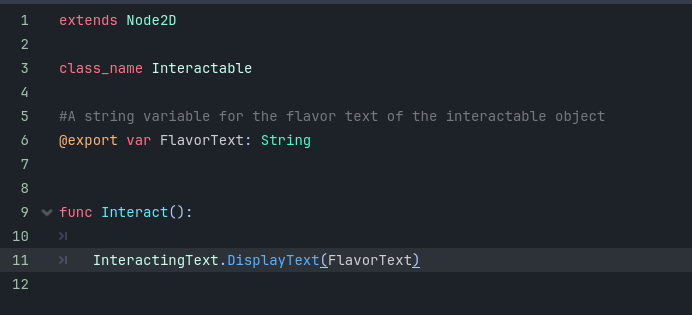 1 extends Node2D
2
3 class_name Interactable
4
5 #A string variable for the flavor text of the interactable object
6 @export var FlavorText: String
7
8
9 func Interact():
10
11 InteractingText.DisplayText(FlavorText)
12